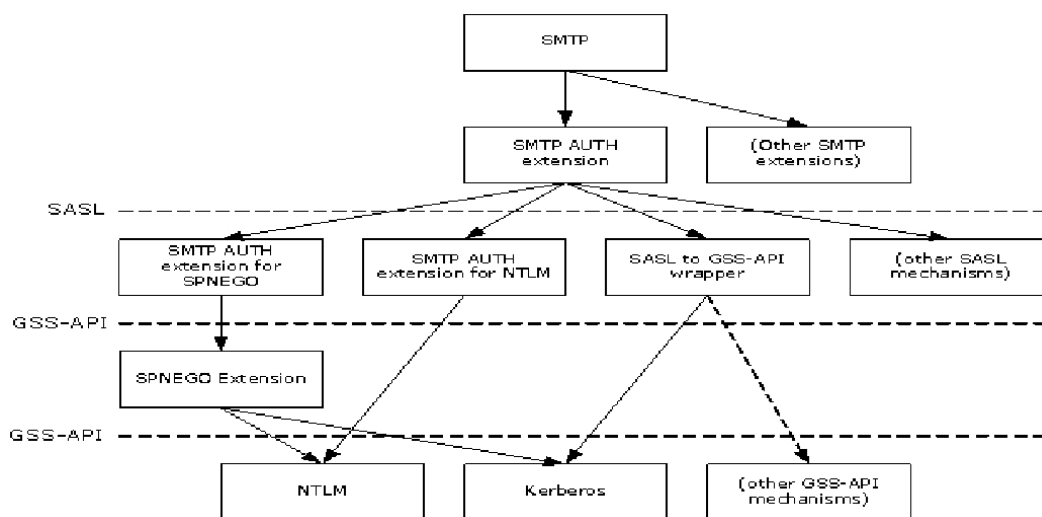 SMTP
SMTP AUTH
extension
(Other SMTP
extensions)
SASL
SMTP AUTH
extension for
SPNEGO
SMTP AUTH
extension for NTLM
SASL to GSS-API
wrapper
(other SASL
mechanisms)
GSS-API
SPNEGO Extension
GSS-API
NTLM
Kerberos
(other GSS-API
mechanisms)